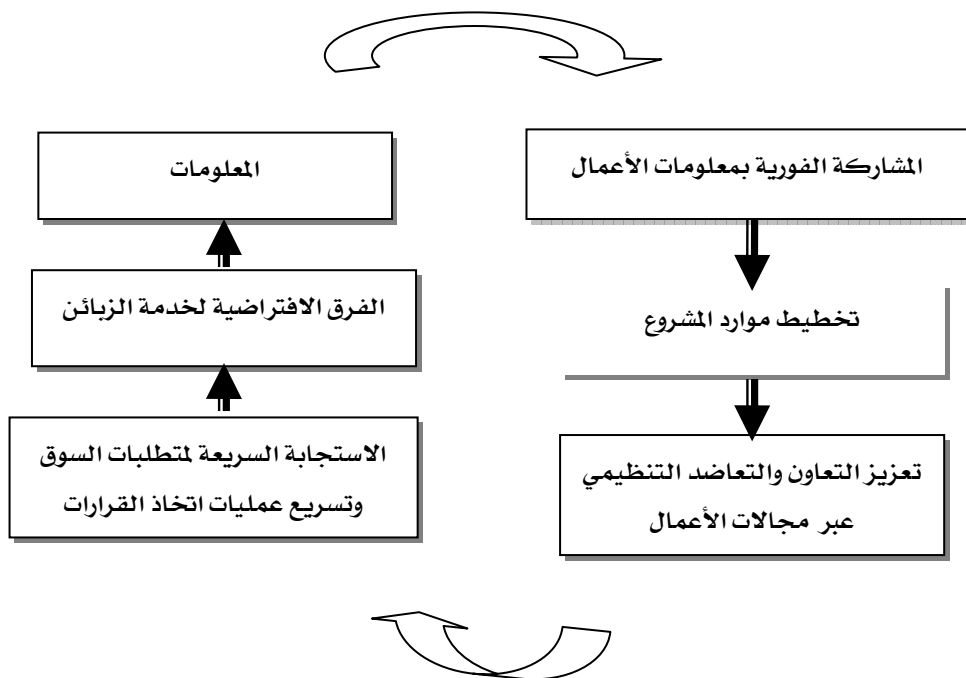 المشاركة الفورية بمعلومات الأعمال
المعلومات
تخطيط موارد المشروع
الفرق الافتراضية لخدمة الزبائن
تعزيز التعاون والتعاضد التنظيمي
عبر مجالات الأعمال
الاستجابة السريعة لمتطلبات السوق
وتسريع عمليات اتخاذ القرارات